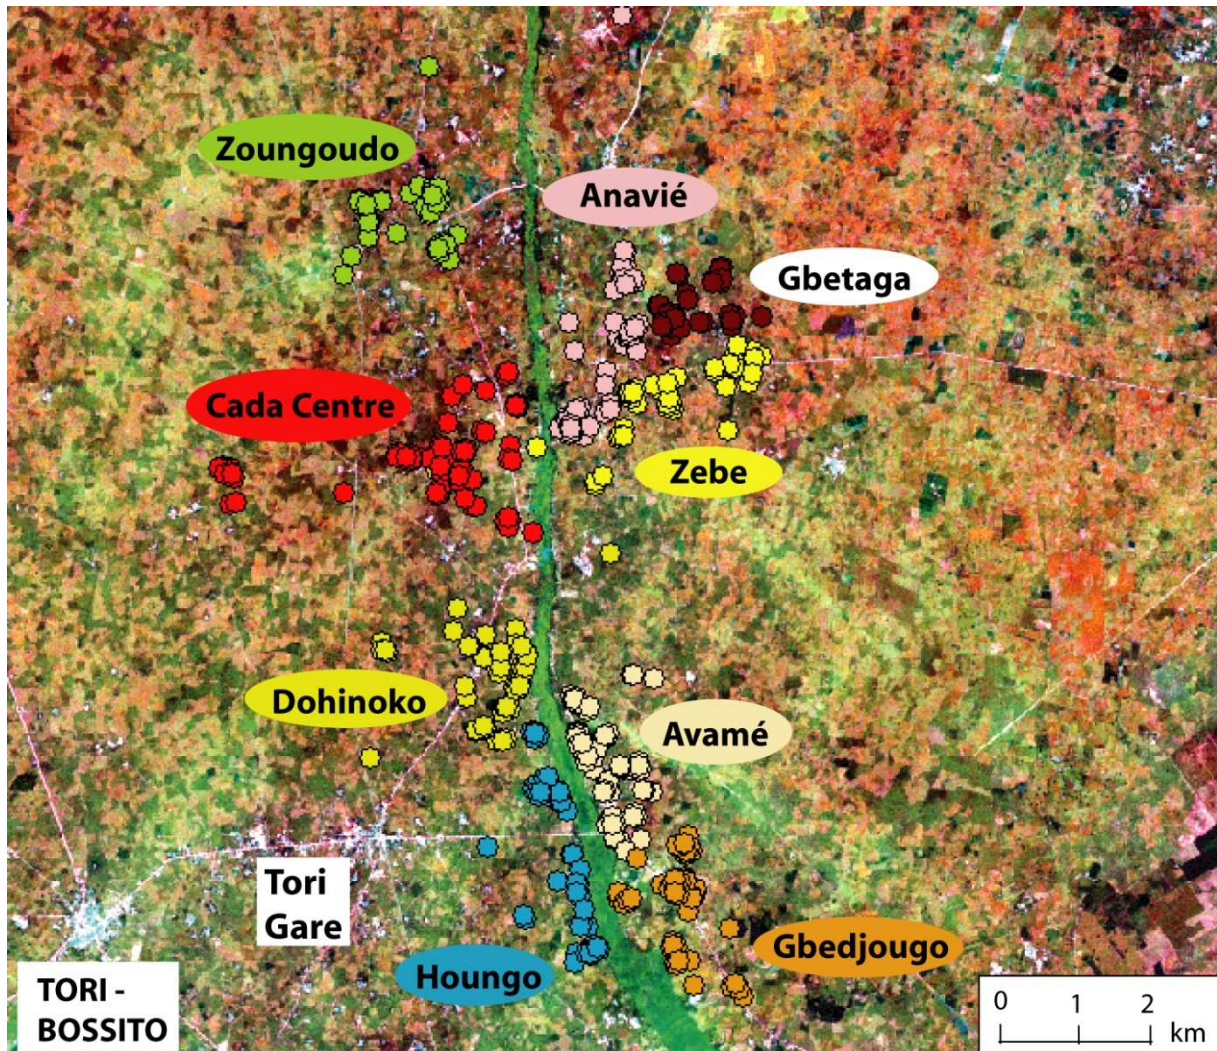 Zoungoudo
Anavié
Gbetaga
Cada Centre
Zebe
Dohinoko
Avamé
Tori
Gare
Houngo
Gbedjougo
TORI -
BOSSITO
0 1 2
km